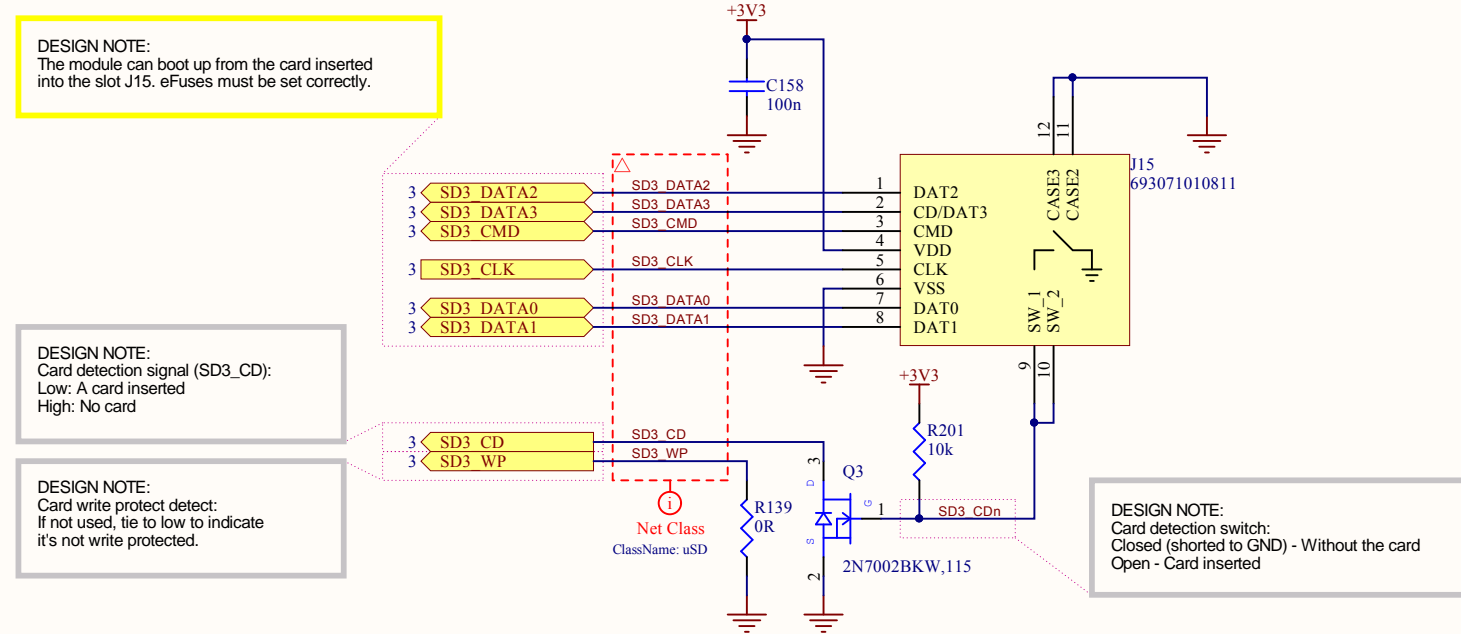 +3V3
DESIGN NOTE:
The module can boot up from the card inserted
into the slot J15. eFuses must be set correctly.
C158
100n
12
11
J15
693071010811
CASE3
CASE2
3 SD3_DATA2 SD3_DATA2 1 DAT2
3 SD3_DATA3 SD3_DATA3 2 CD/DAT3
3 SD3_CMD SD3_CMD 3 CMD
4 VDD
3 SD3_CLK SD3_CLK 5 CLK
6 VSS
3 SD3_DATA0 SD3_DATA0 7 DAT0
3 SD3_DATA1 SD3_DATA1 8 DAT1
SW_1
SW_2
9
10
DESIGN NOTE:
Card detection signal (SD3_CD):
Low: A card inserted
High: No card
+3V3
R201
10k
3 SD3_CD SD3_CD
3 SD3_WP SD3_WP
DESIGN NOTE:
Card write protect detect:
If not used, tie to low to indicate
it's not write protected.
i
Net Class
ClassName: uSD
R139
0R
3
D
Q3
G
1
S
2
2N7002BKW,115
SD3_CDn
DESIGN NOTE:
Card detection switch:
Closed (shorted to GND) - Without the card
Open - Card inserted